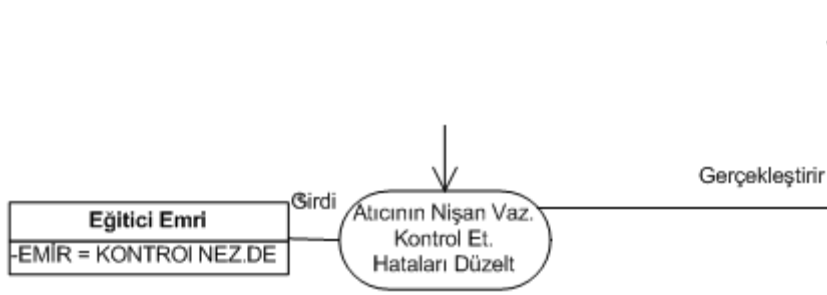 Gerçekleştirir
Girdi
Eğitici Emri
-EMİR = KONTROl NEZ.DE
Atıcının Nişan Vaz.
Kontrol Et.
Hataları Düzelt